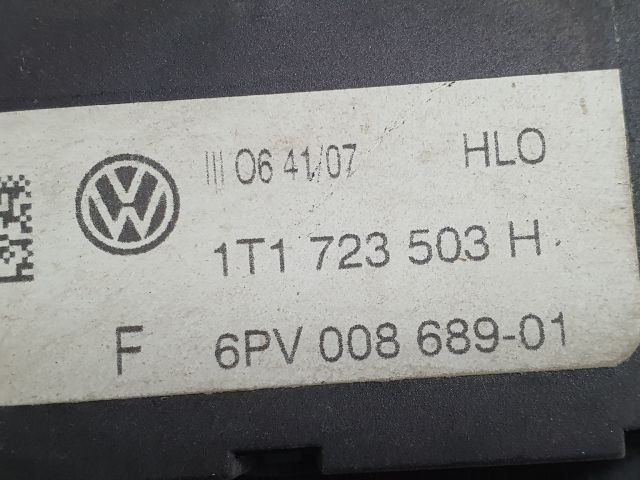 ||| 06 41/07 HLO
1T1 723 503 H
F 6PV 008 689-01